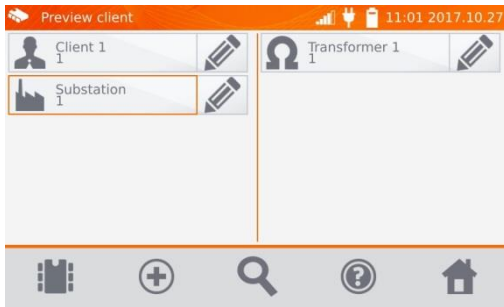 Preview client
11:01 2017.10.27
Client 1
1
Substation
1
Transformer 1
1